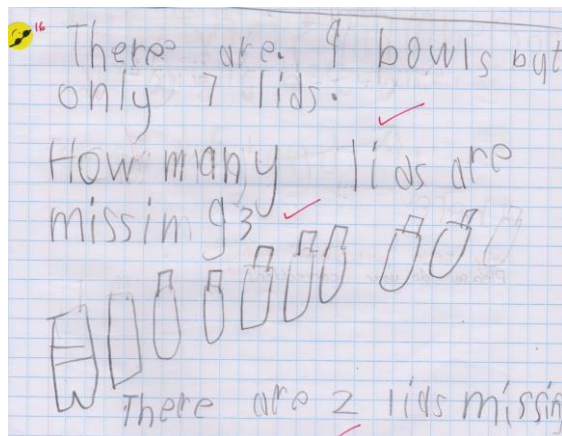 16
There are. 9 bowls but
only 7 lids.
How many lids are
missing?
There are 2 lids missing